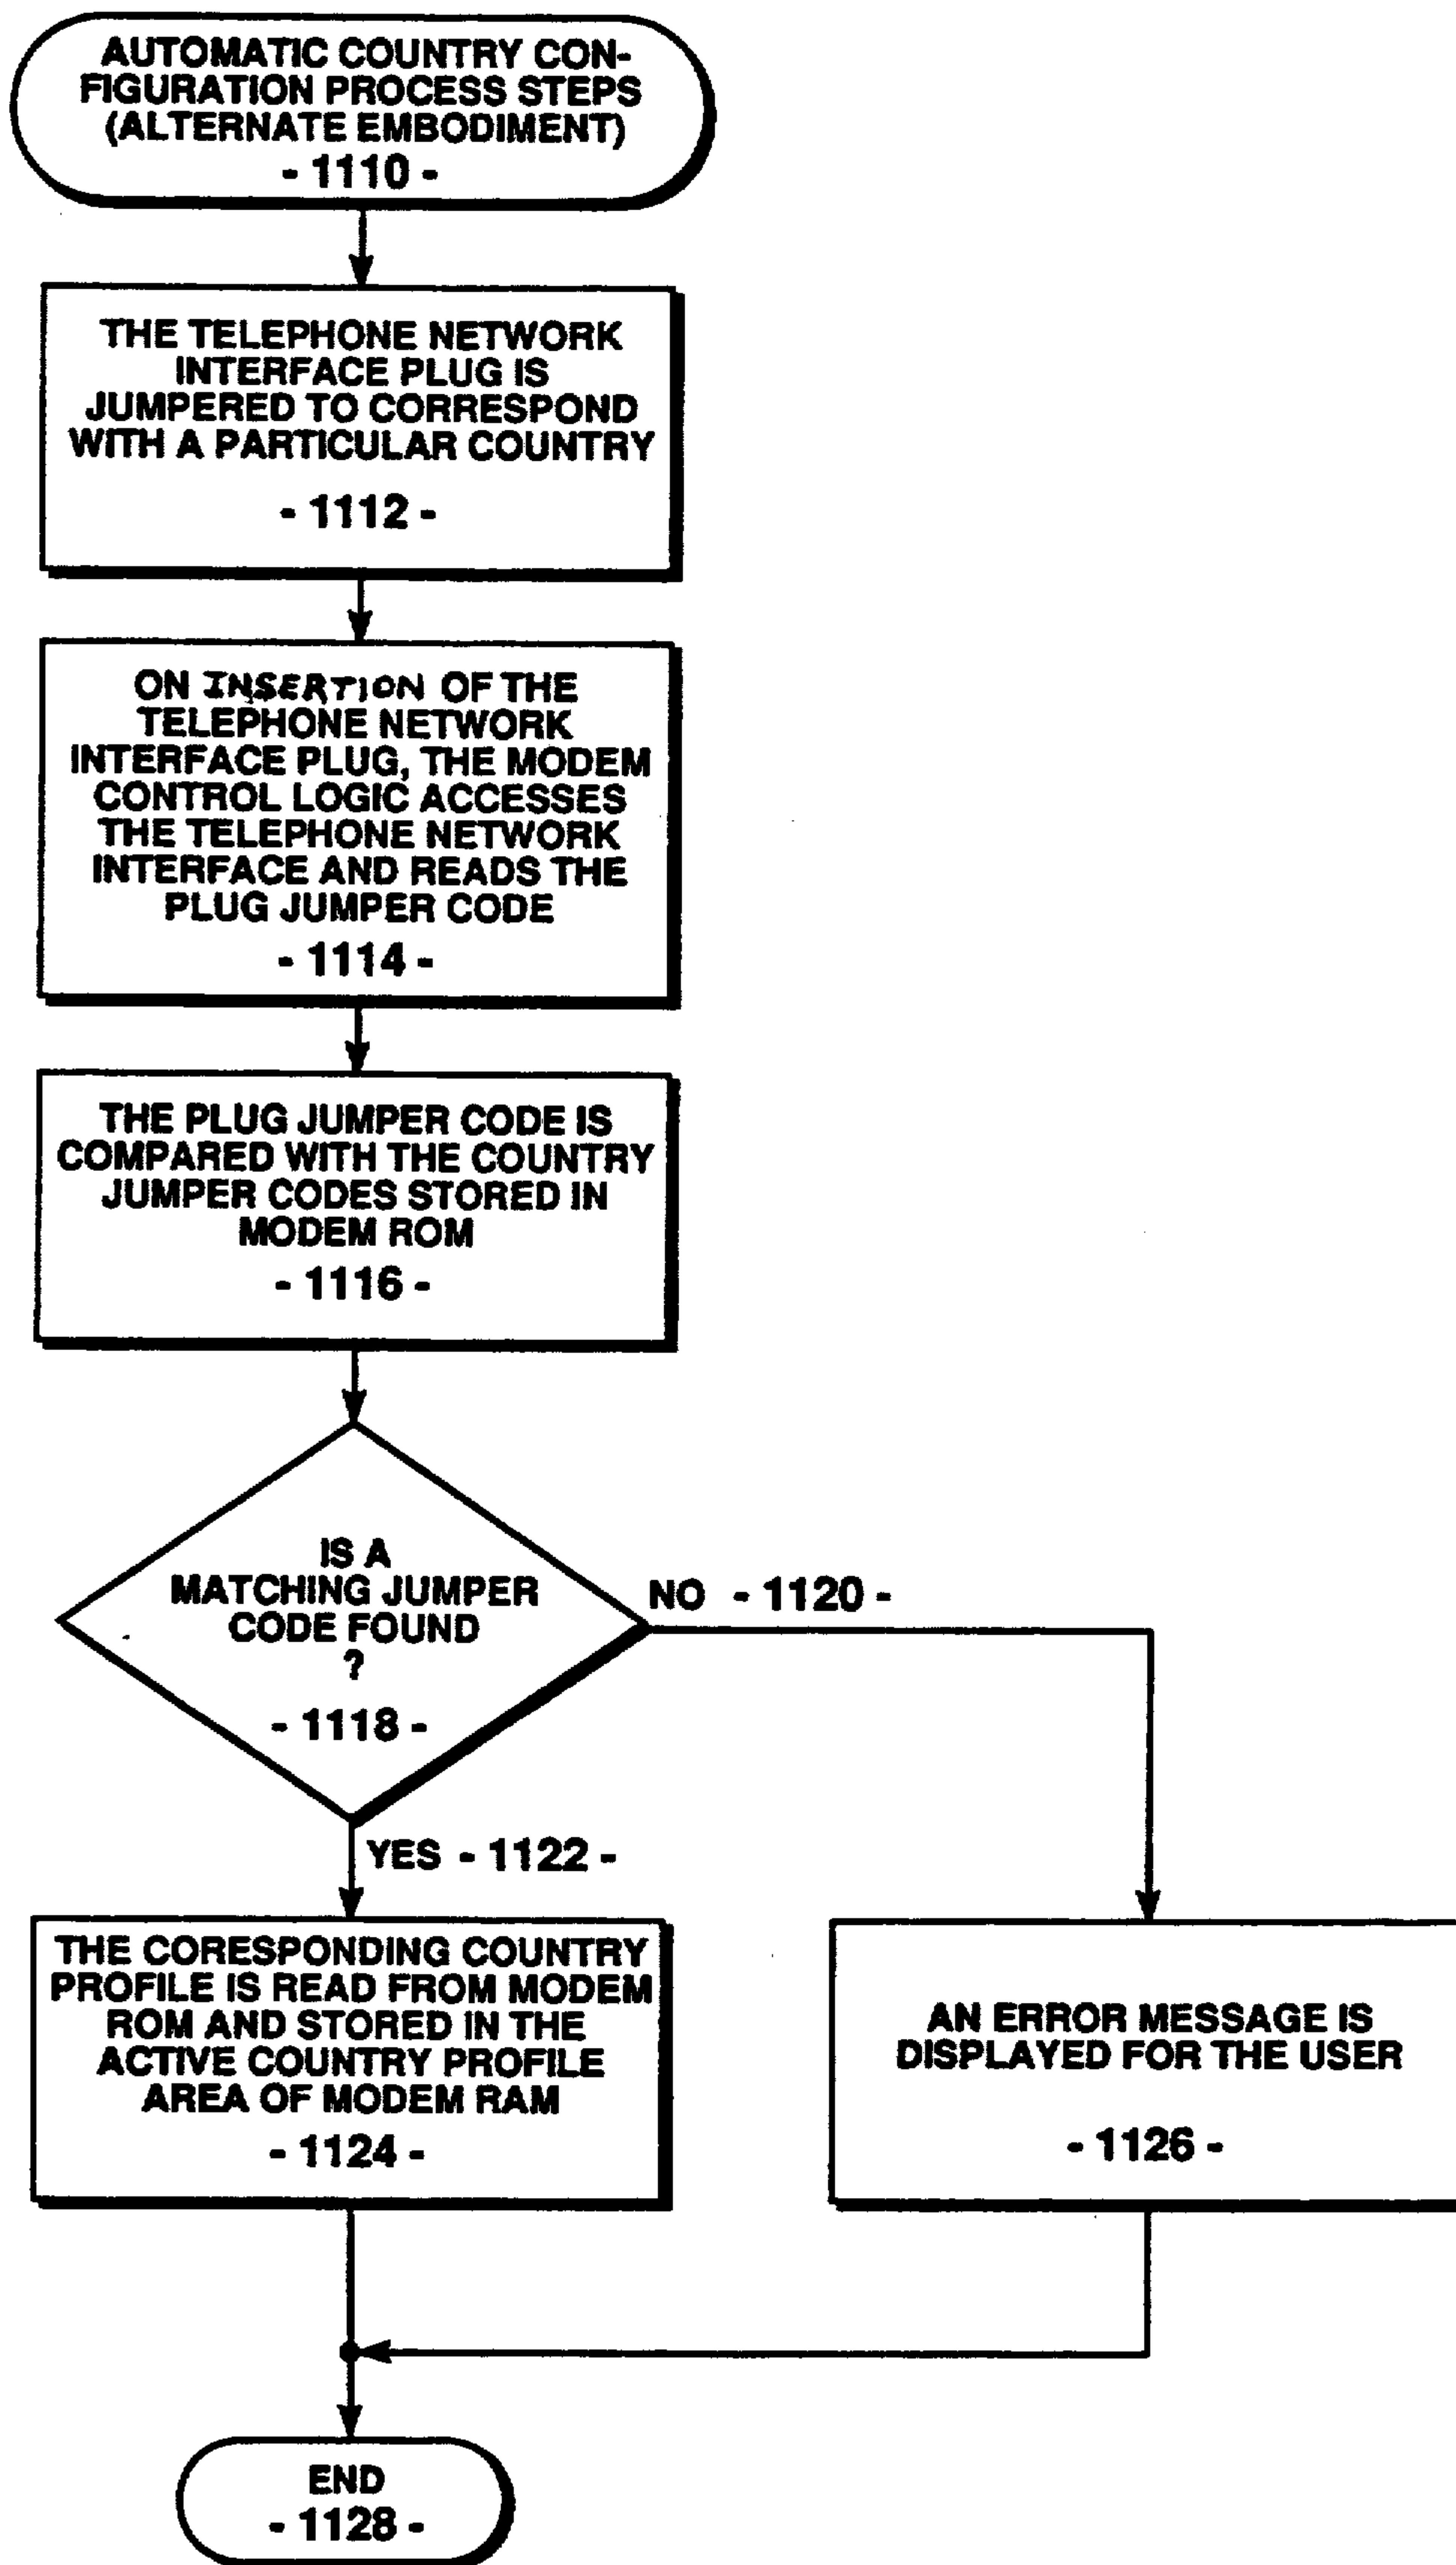 AUTOMATIC COUNTRY CON-
FIGURATION PROCESS STEPS
(ALTERNATE EMBODIMENT)
- 1110 -
THE TELEPHONE NETWORK
INTERFACE PLUG IS
JUMPERED TO CORRESPOND
WITH A PARTICULAR COUNTRY
- 1112 -
ON INSERTION OF THE
TELEPHONE NETWORK
INTERFACE PLUG, THE MODEM
CONTROL LOGIC ACCESSES
THE TELEPHONE NETWORK
INTERFACE AND READS THE
PLUG JUMPER CODE
- 1114 -
THE PLUG JUMPER CODE IS
COMPARED WITH THE COUNTRY
JUMPER CODES STORED IN
MODEM ROM
- 1116 -
IS A
MATCHING JUMPER
CODE FOUND
?
- 1118 -
NO - 1120 -
YES - 1122 -
THE CORESPONDING COUNTRY
PROFILE IS READ FROM MODEM
ROM AND STORED IN THE
ACTIVE COUNTRY PROFILE
AREA OF MODEM RAM
- 1124 -
AN ERROR MESSAGE IS
DISPLAYED FOR THE USER
- 1126 -
END
- 1128 -